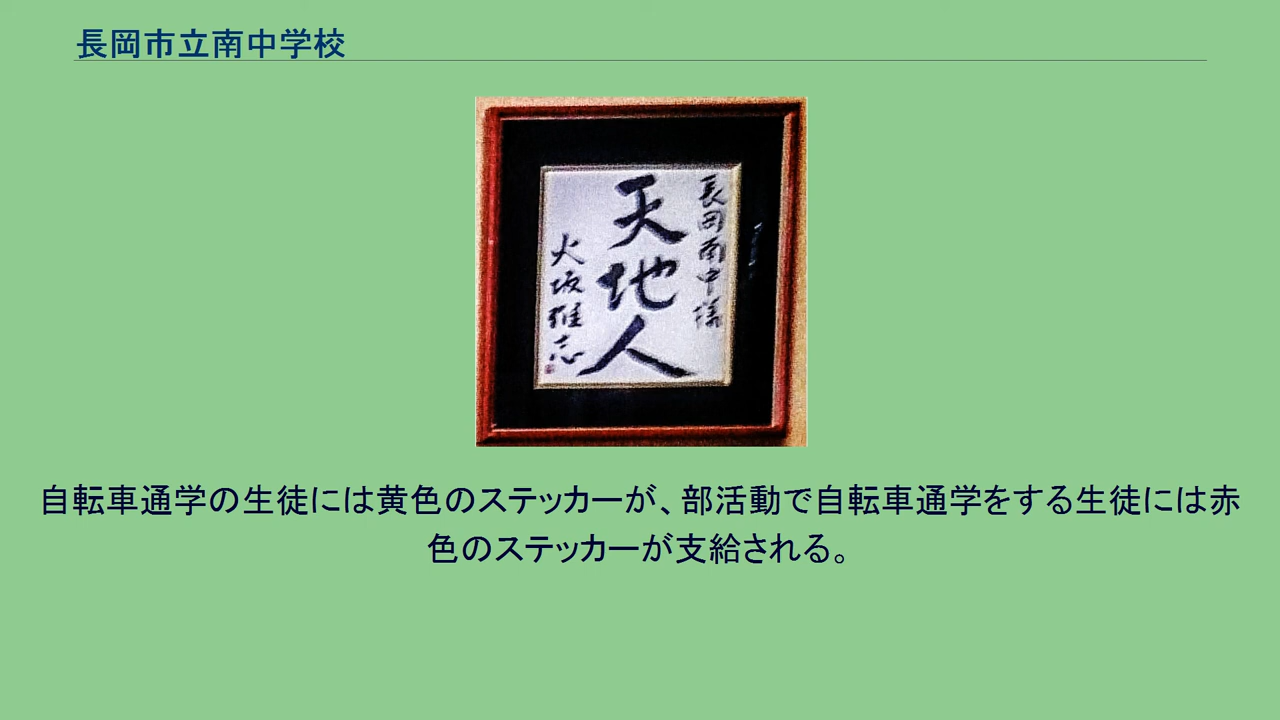 長岡市立南中学校
長岡南中様
天地人
火坂雅志
自転車通学の生徒には黄色のステッカーが、部活動で自転車通学をする生徒には赤
色のステッカーが支給される。